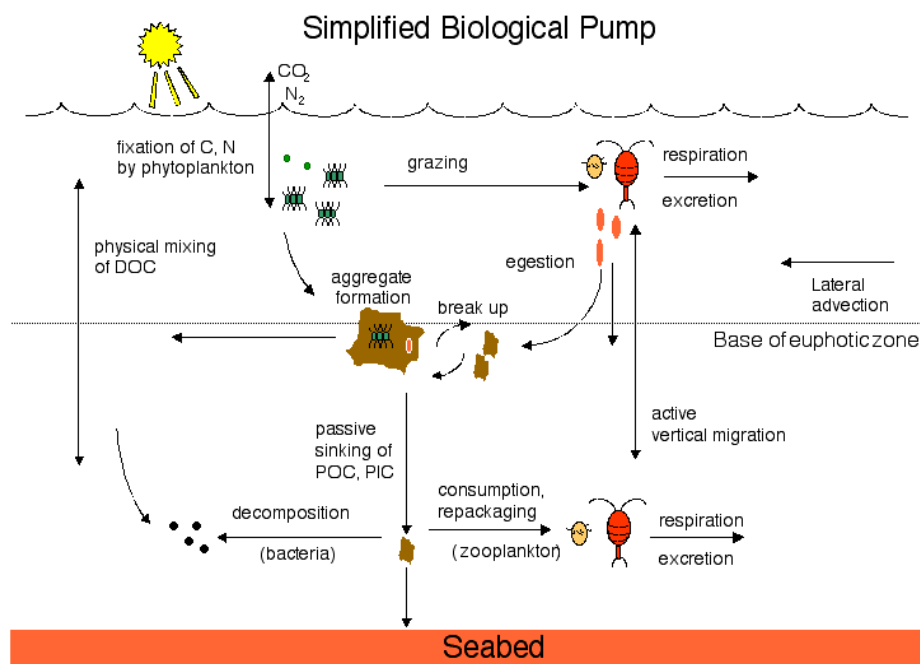 Simplified Biological Pump
CO2
N2
fixation of C, N
by phytoplankton
grazing
respiration
excretion
physical mixing
of DOC
egestion
aggregate
formation
break up
Lateral
advection
Base of euphotic zone
passive
sinking of
POC, PIC
active
vertical migration
decomposition
(bacteria)
consumption,
repackaging
(zooplankton)
respiration
excretion
Seabed